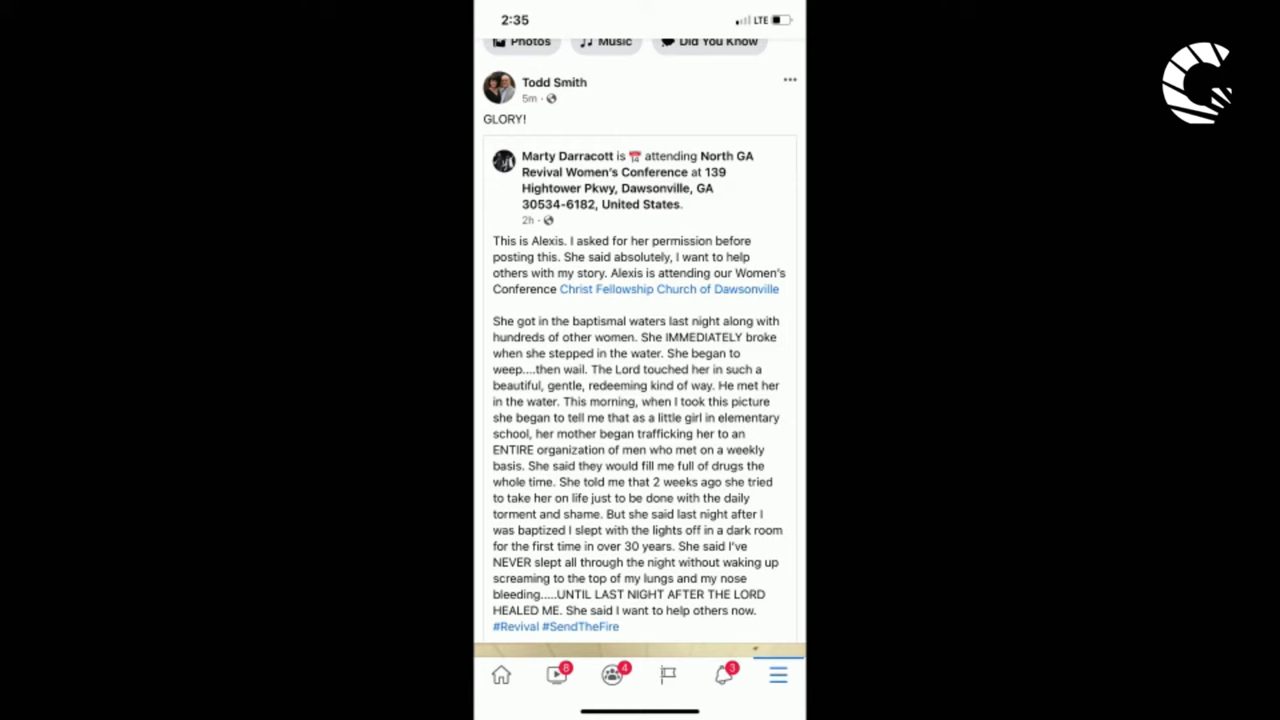 2:35
LTE
Photos
Music
Did You Know
Todd Smith
5m
GLORY!
Marty Darracott is attending North GA
Revival Women's Conference at 139
Hightower Pkwy, Dawsonville, GA
30534-6182, United States.
2h
This is Alexis. I asked for her permission before
posting this. She said absolutely, I want to help
others with my story. Alexis is attending our Women's
Conference Christ Fellowship Church of Dawsonville
She got in the baptismal waters last night along with
hundreds of other women. She IMMEDIATELY broke
when she stepped in the water. She began to
weep....then wail. The Lord touched her in such a
beautiful, gentle, redeeming kind of way. He met her
in the water. This morning, when I took this picture
she began to tell me that as a little girl in elementary
school, her mother began trafficking her to an
ENTIRE organization of men who met on a weekly
basis. She said they would fill me full of drugs the
whole time. She told me that 2 weeks ago she tried
to take her on life just to be done with the daily
torment and shame. But she said last night after I
was baptized I slept with the lights off in a dark room
for the first time in over 30 years. She said I've
NEVER slept all through the night without waking up
screaming to the top of my lungs and my nose
bleeding.....UNTIL LAST NIGHT AFTER THE LORD
HEALED ME. She said I want to help others now.
#Revival #SendTheFire
8
4
3